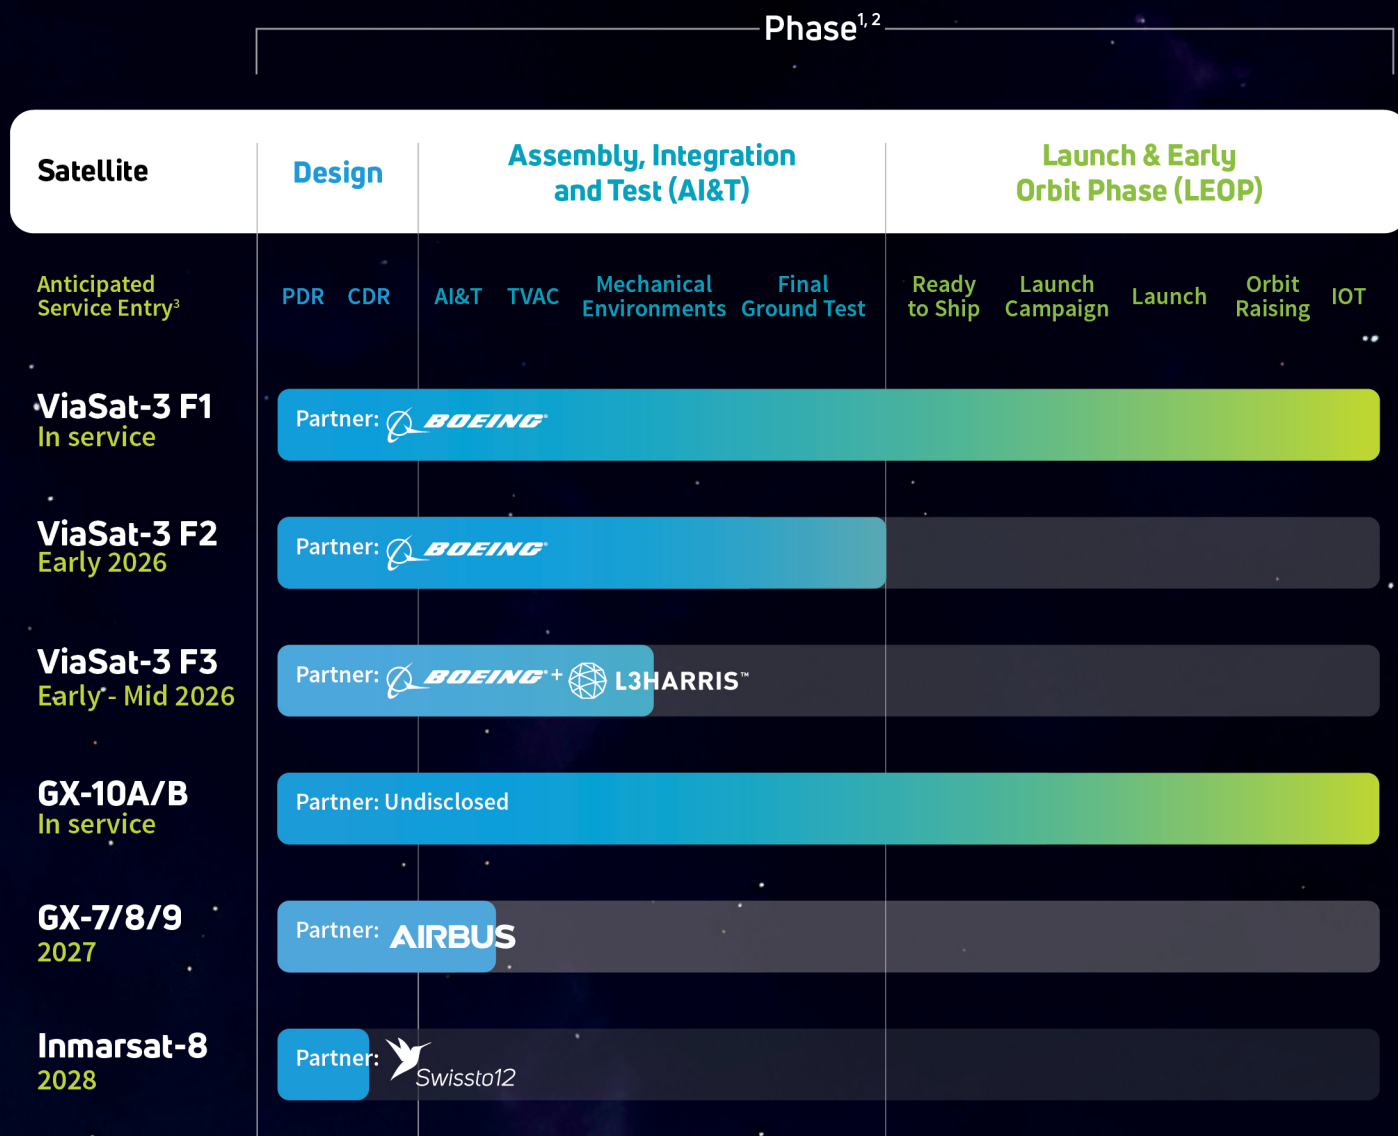 Phase1, 2
Satellite
Design
Assembly, Integration
and Test (AI&T)
Launch & Early
Orbit Phase (LEOP)
Anticipated
Service Entry3
PDR
CDR
AI&T
TVAC
Mechanical
Environments
Final
Ground Test
Ready
to Ship
Launch
Campaign
Launch
Orbit
Raising
IOT
ViaSat-3 F1
In service
Partner: BOEING®
ViaSat-3 F2
Early 2026
Partner: BOEING®
ViaSat-3 F3
Early - Mid 2026
Partner: BOEING® + L3HARRIS™
GX-10A/B
In service
Partner: Undisclosed
GX-7/8/9
2027
Partner: AIRBUS
Inmarsat-8
2028
Partner: Swissto12